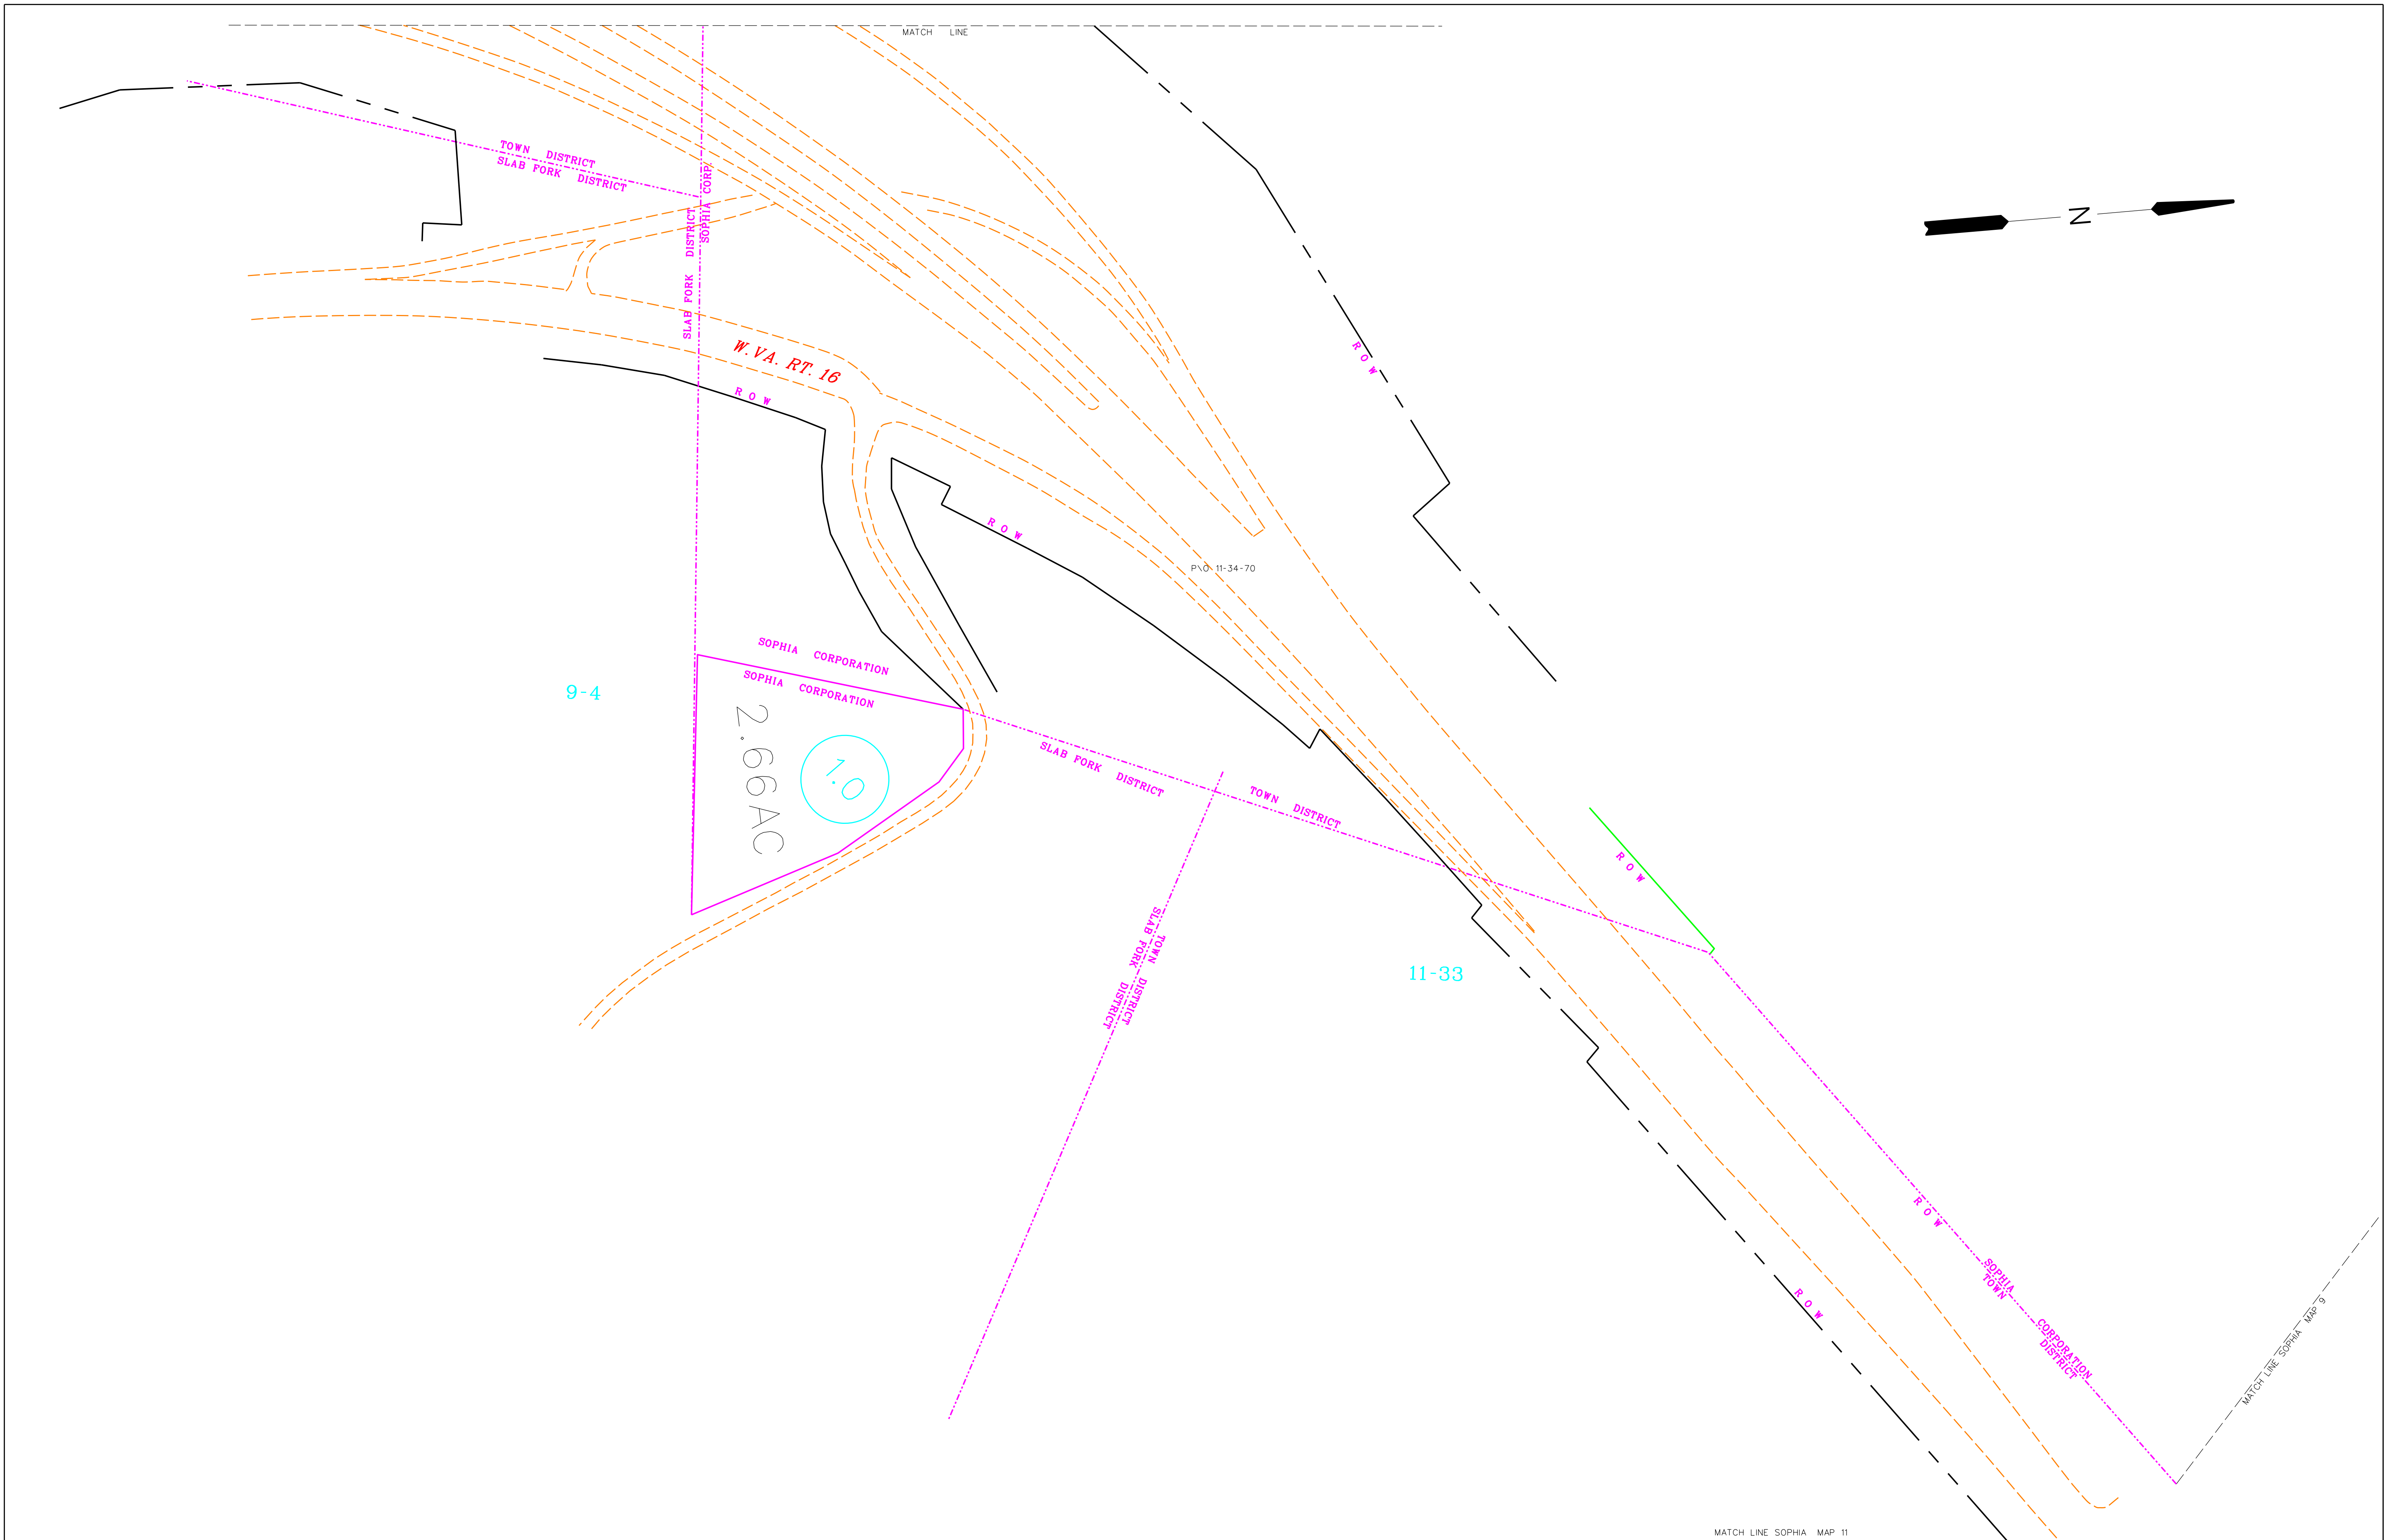 MATCH LINE
TOWN DISTRICT
SLAB FORK DISTRICT
SLAB FORK DISTRICT
SOPHIA CORP.
N
W.VA. RT. 16
R O W
R O W
R O W
P\O 11-34-70
SOPHIA CORPORATION
SOPHIA CORPORATION
9-4
2.66AC
1.0
SLAB FORK DISTRICT
TOWN DISTRICT
R O W
TOWN DISTRICT
SLAB FORK DISTRICT
11-33
R O W
SOPHIA CORPORATION
TOWN DISTRICT
R O W
MATCH LINE SOPHIA MAP 9
MATCH LINE SOPHIA MAP 11